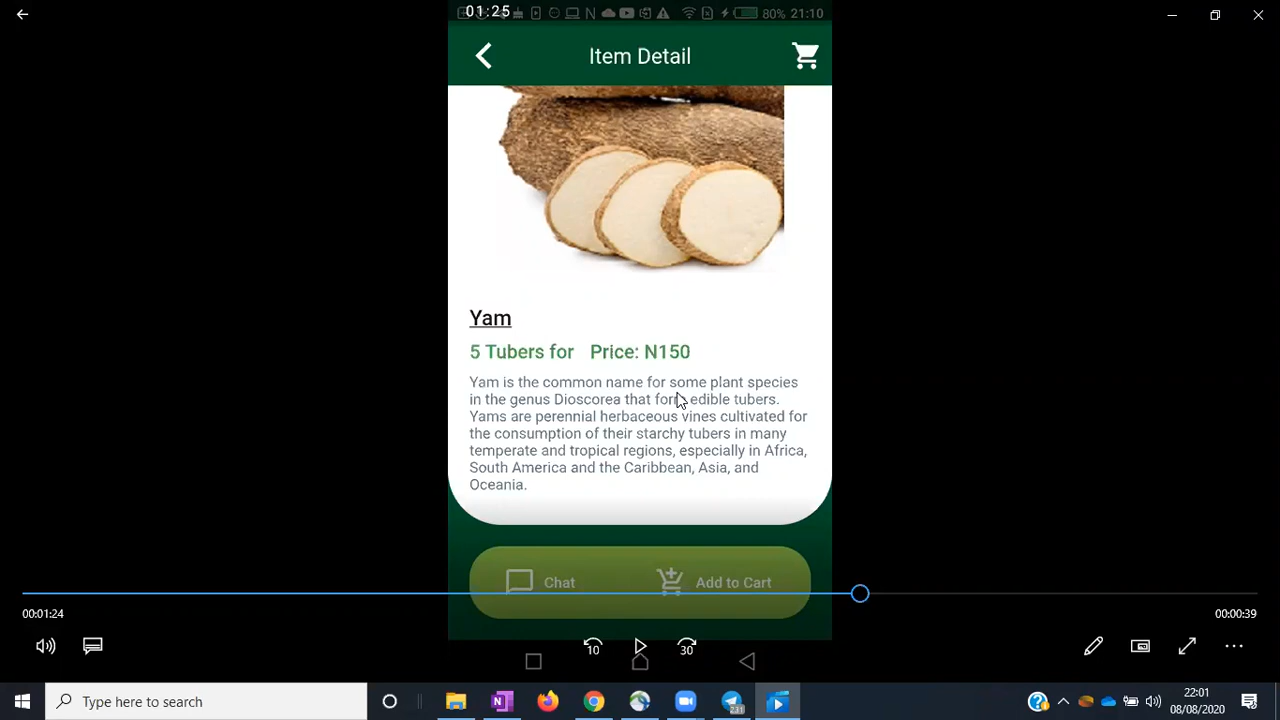 01:25
80% 21:10
Item Detail
Yam
5 Tubers for Price: N150
Yam is the common name for some plant species
in the genus Dioscorea that form edible tubers.
Yams are perennial herbaceous vines cultivated for
the consumption of their starchy tubers in many
temperate and tropical regions, especially in Africa,
South America and the Caribbean, Asia, and
Oceania.
Chat Add to Cart
00:01:24 00:00:39
10 30
Type here to search
231
22:01
08/08/2020